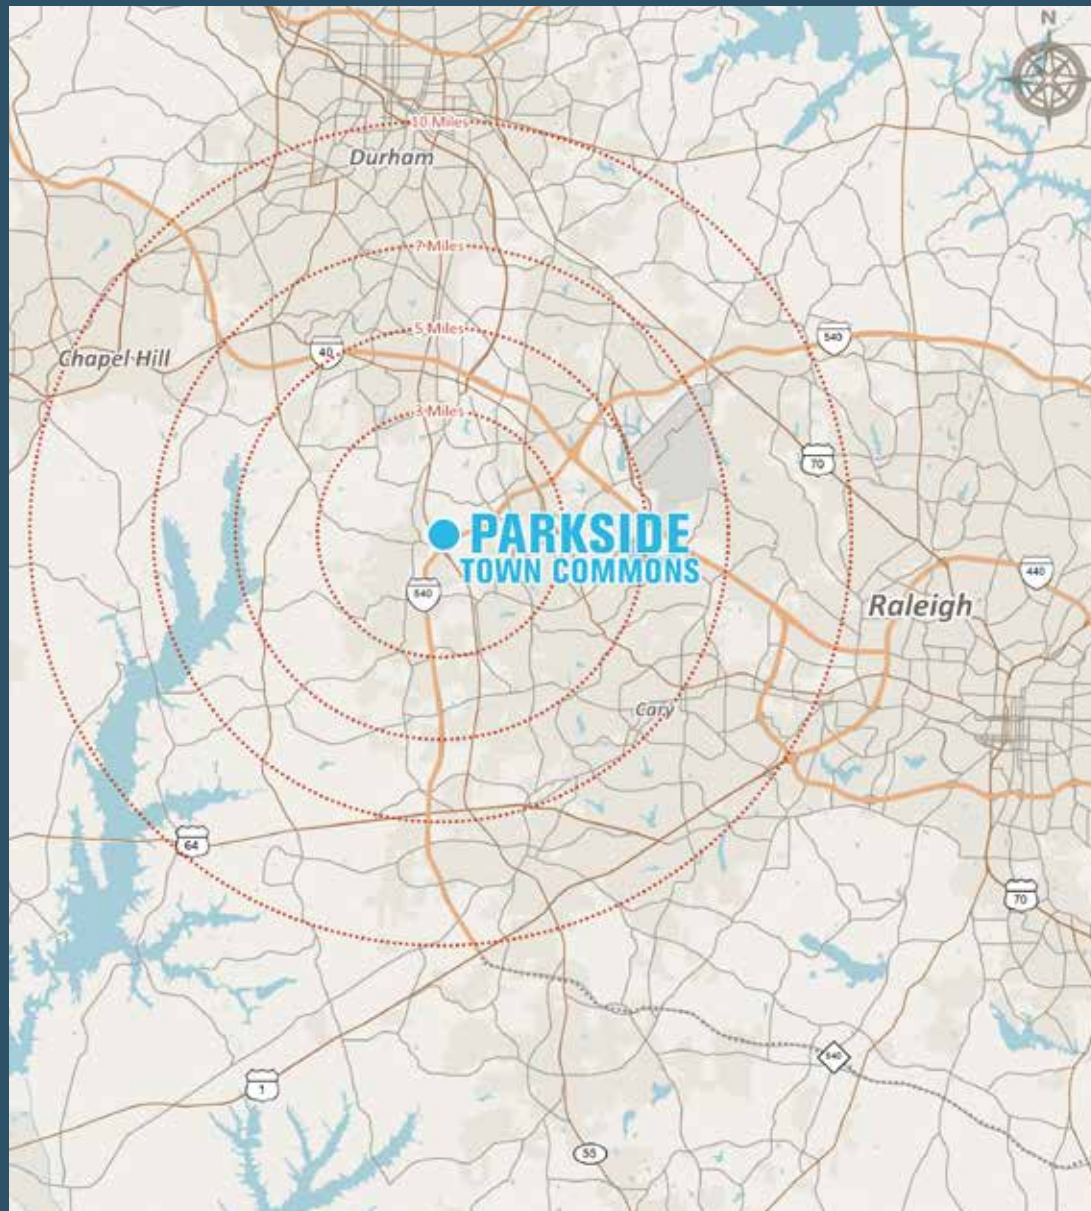 N
10 Miles
Durham
7 Miles
5 Miles
540
40
Chapel Hill
3 Miles
70
PARKSIDE
TOWN COMMONS
440
540
Raleigh
Cary
64
70
540
1
55